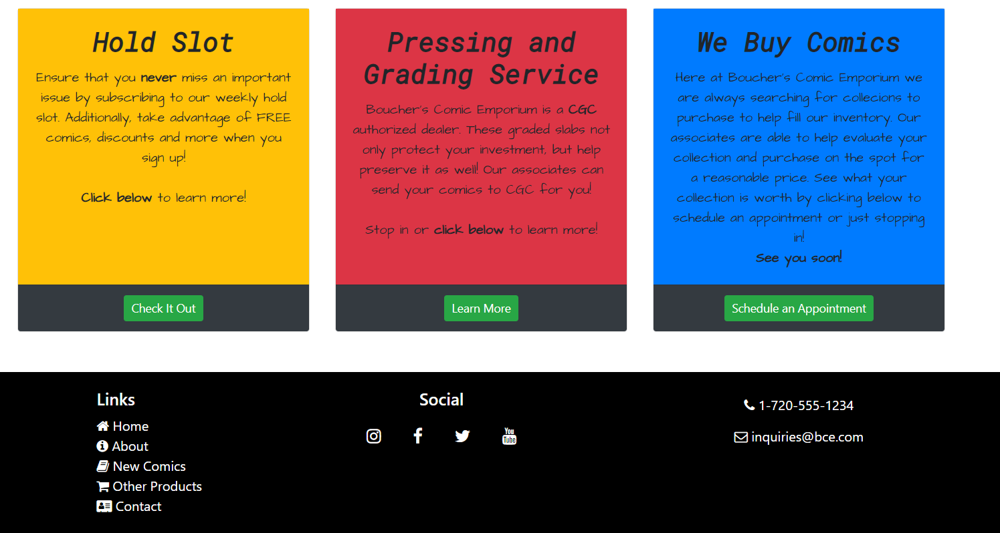 Hold Slot
Ensure that you never miss an important
issue by subscribing to our weekly hold
slot. Additionally, take advantage of FREE
comics, discounts and more when you
sign up!
Click below to learn more!
Check It Out
Pressing and
Grading Service
Boucher's Comic Emporium is a CGC
authorized dealer. These graded slabs not
only protect your investment, but help
preserve it as well! Our associates can
send your comics to CGC for you!
Stop in or click below to learn more!
Learn More
We Buy Comics
Here at Boucher's Comic Emporium we
are always searching for collecions to
purchase to help fill our inventory. Our
associates are able to help evaluate your
collection and purchase on the spot for
a reasonable price. See what your
collection is worth by clicking below to
schedule an appointment or just stopping
in!
See you soon!
Schedule an Appointment
Links
Home
About
New Comics
Other Products
Contact
Social
You
Tube
1-720-555-1234
inquiries@bce.com